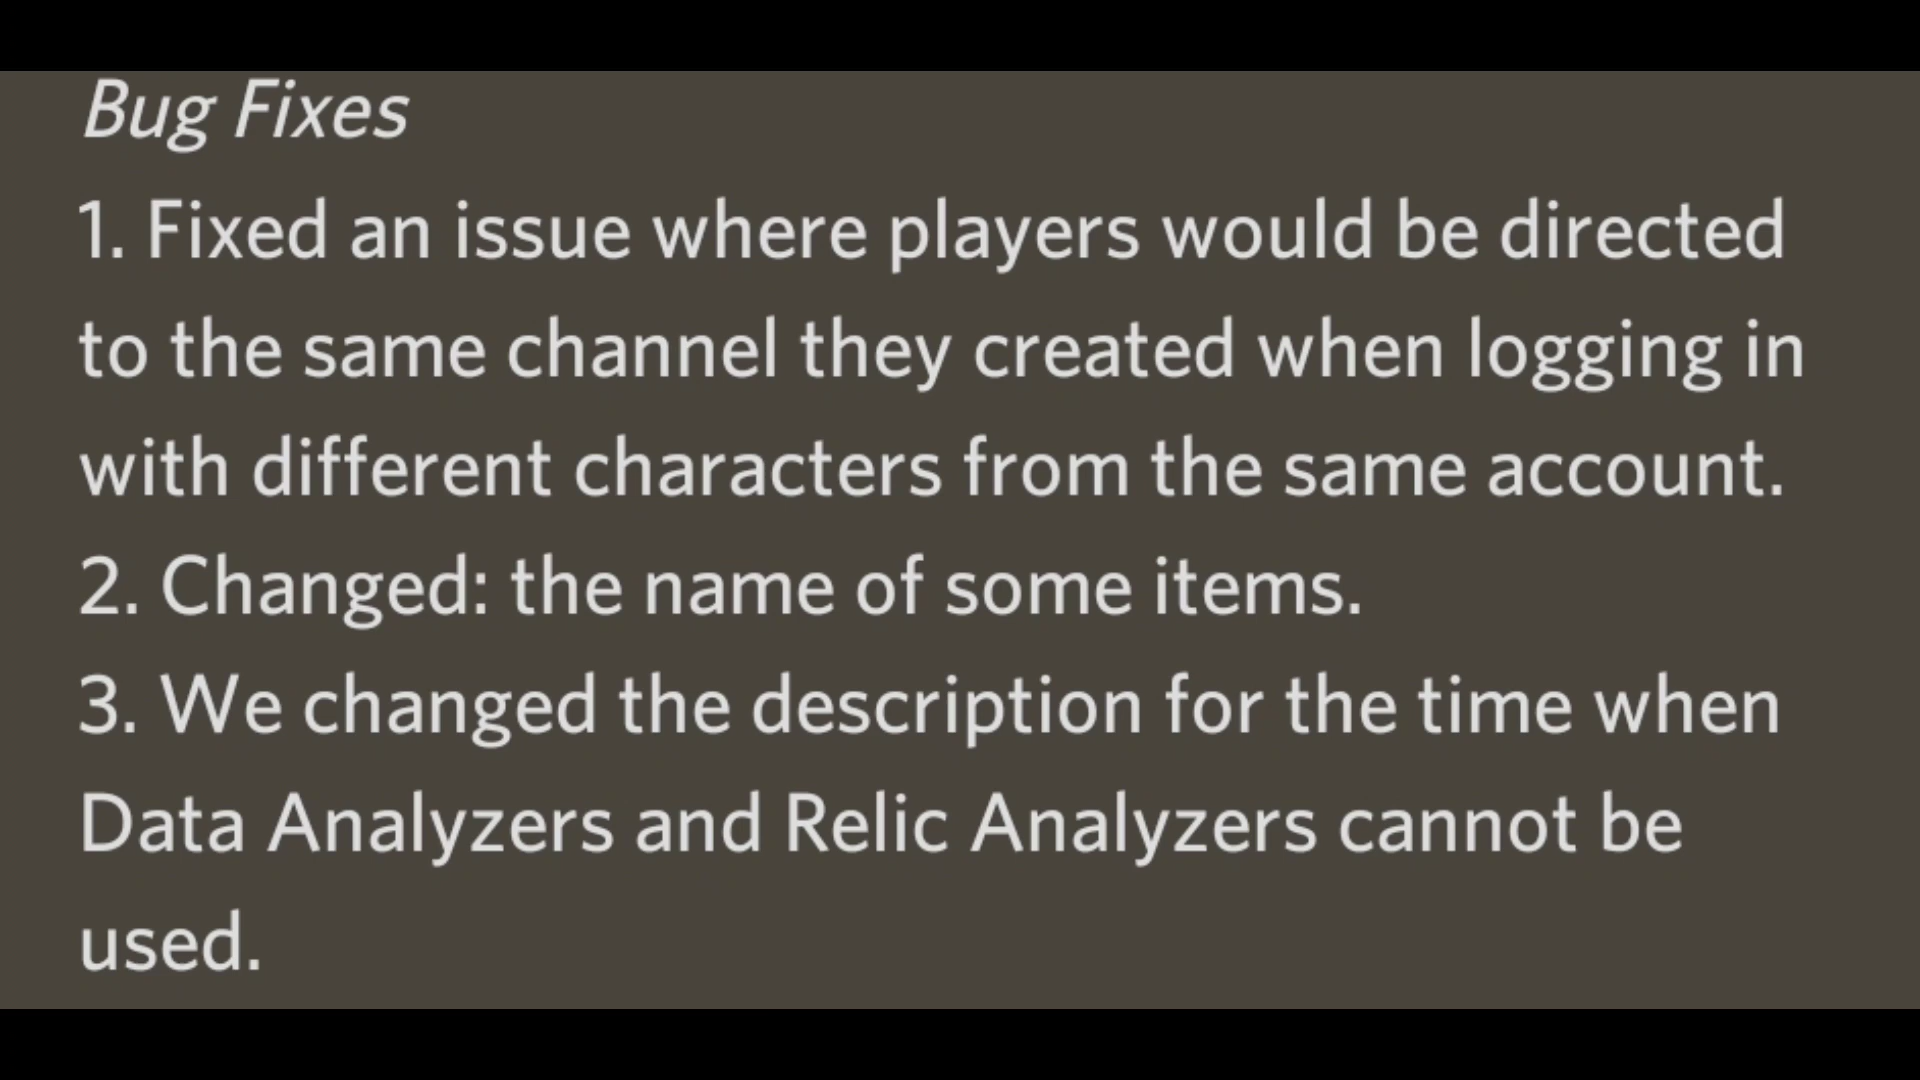 Bug Fixes
1. Fixed an issue where players would be directed
to the same channel they created when logging in
with different characters from the same account.
2. Changed: the name of some items.
3. We changed the description for the time when
Data Analyzers and Relic Analyzers cannot be
used.